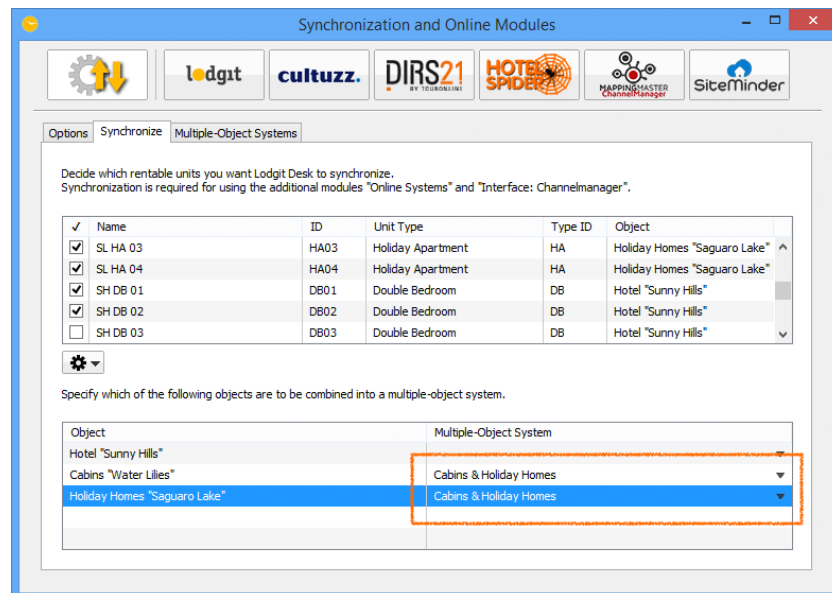 Synchronization and Online Modules
lodgit
cultuzz.
DIRS21
BY TOURONLINE
HOTEL
SPIDER
MAPPINGMASTER
ChannelManager
SiteMinder
Options Synchronize Multiple-Object Systems
Decide which rentable units you want Lodgit Desk to synchronize.
Synchronization is required for using the additional modules "Online Systems" and "Interface: Channelmanager".
✓ Name ID Unit Type Type ID Object
SL HA 03 HA03 Holiday Apartment HA Holiday Homes "Saguaro Lake"
SL HA 04 HA04 Holiday Apartment HA Holiday Homes "Saguaro Lake"
SH DB 01 DB01 Double Bedroom DB Hotel "Sunny Hills"
SH DB 02 DB02 Double Bedroom DB Hotel "Sunny Hills"
SH DB 03 DB03 Double Bedroom DB Hotel "Sunny Hills"
Specify which of the following objects are to be combined into a multiple-object system.
Object Multiple-Object System
Hotel "Sunny Hills"
Cabins "Water Lilies" Cabins & Holiday Homes
Holiday Homes "Saguaro Lake" Cabins & Holiday Homes